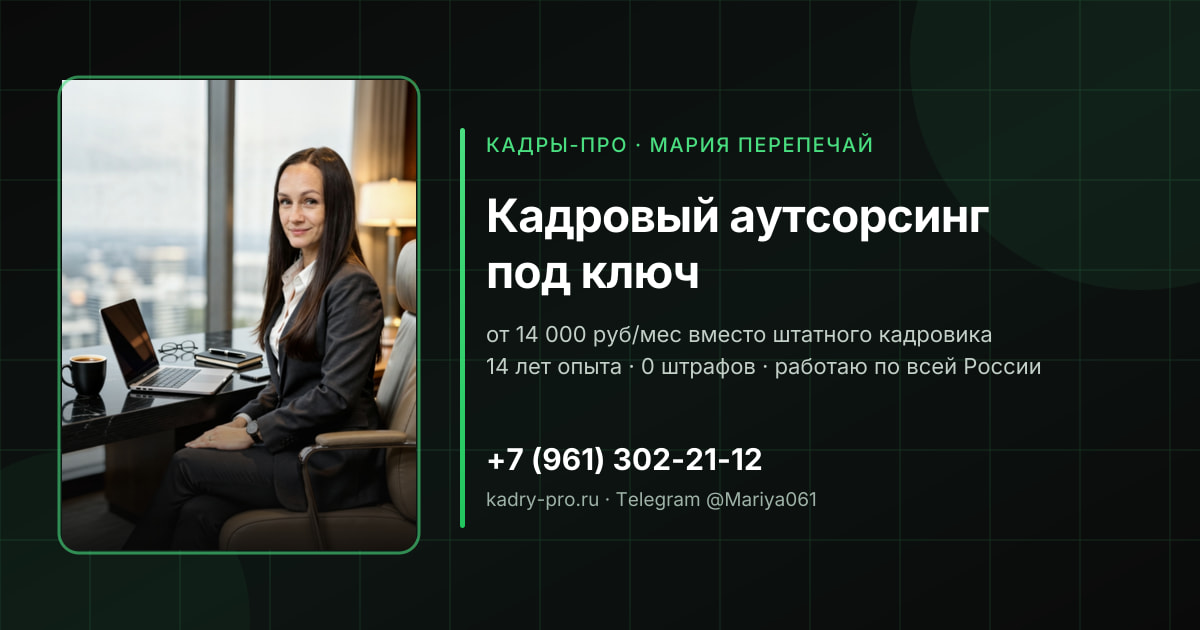 КАДРЫ-ПРО · МАРИЯ ПЕРЕПЕЧАЙ
Кадровый аутсорсинг
под ключ
от 14 000 руб/мес вместо штатного кадровика
14 лет опыта · 0 штрафов · работаю по всей России
+7 (961) 302-21-12
kadry-pro.ru · Telegram @Mariya061